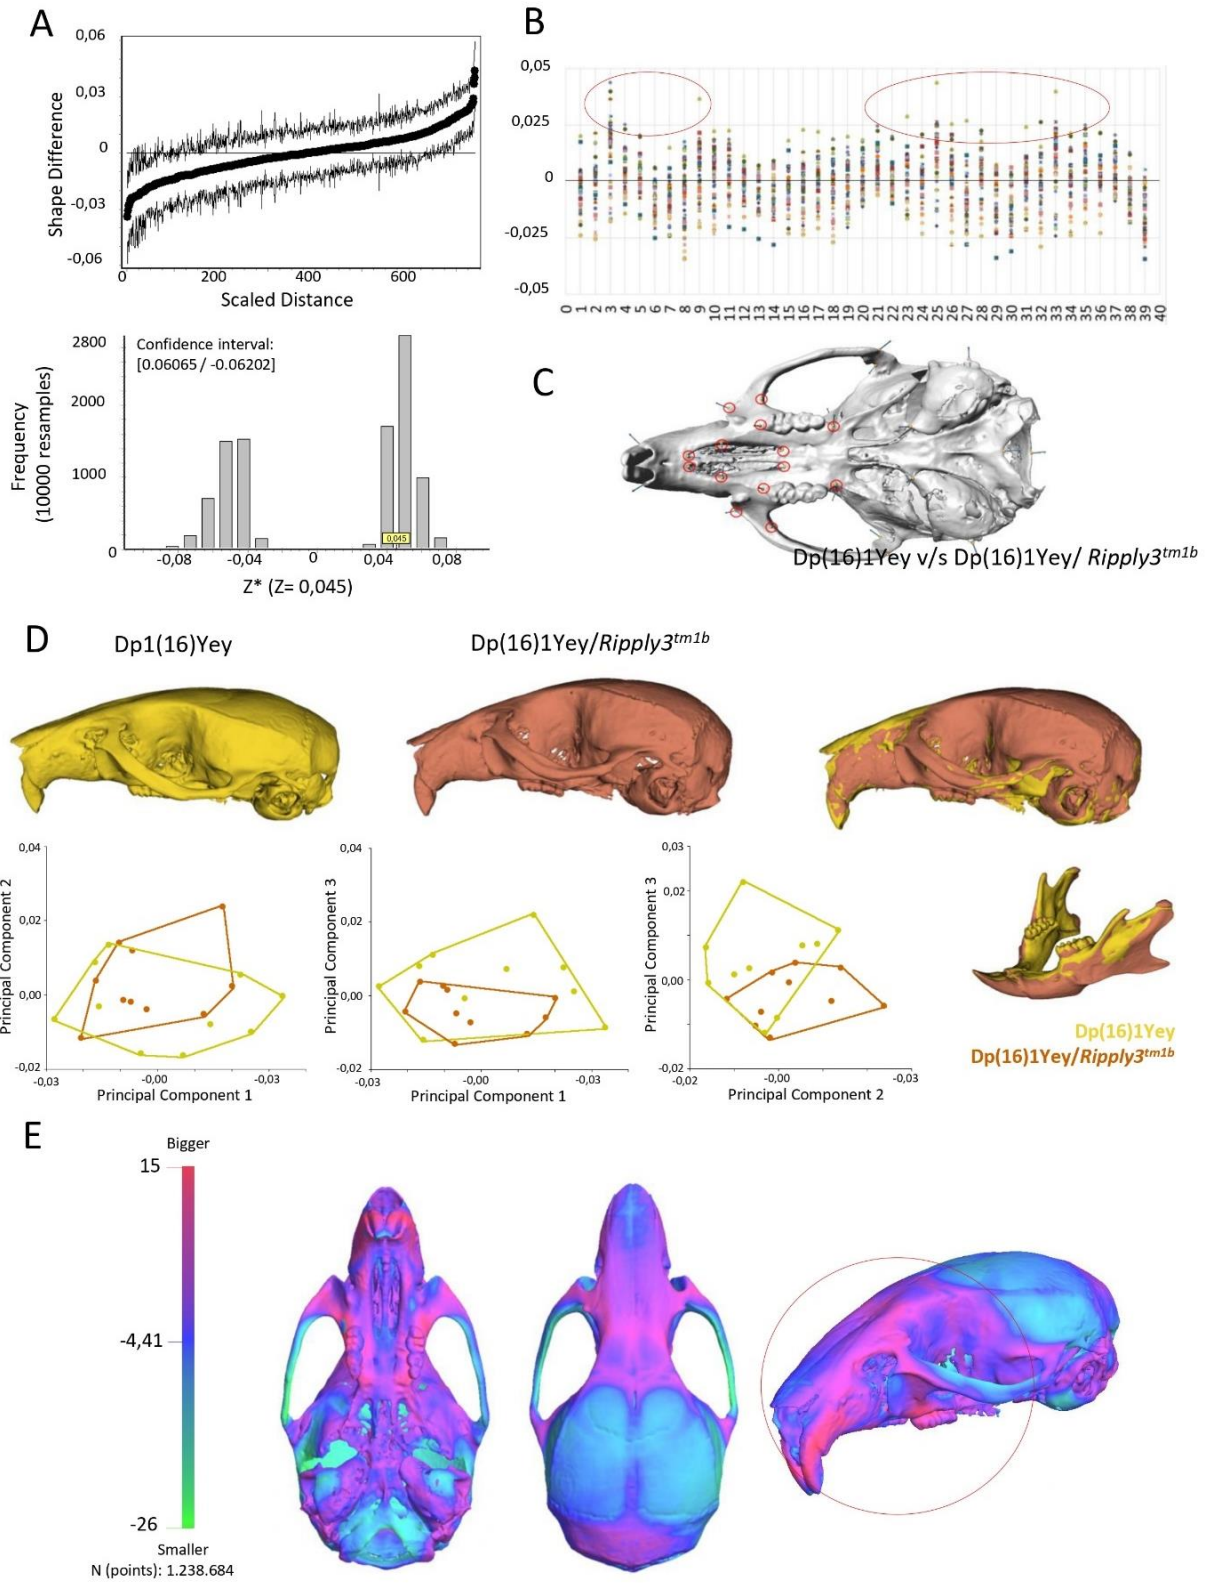 A
0,06
0,03
0
-0,03
-0,06
Shape Difference
0
200
400
600
Scaled Distance
2800
2000
1000
0
Frequency
(10000 resamples)
Confidence interval:
[0.06065 / -0.06202]
0,045
-0,08
-0,04
0
0,04
0,08
Z* (Z= 0,045)
B
0,05
0,025
0
-0,025
-0,05
0 1 2 3 4 5 6 7 8 9 10 11 12 13 14 15 16 17 18 19 20 21 22 23 24 25 26 27 28 29 30 31 32 33 34 35 36 37 38 39 40
C
Dp(16)1Yey v/s Dp(16)1Yey/ Ripply3tm1b
D
Dp1(16)Yey
Dp(16)1Yey/Ripply3tm1b
0,04
0,02
0,00
-0,02
Principal Component 2
-0,03
-0,00
-0,03
Principal Component 1
0,04
0,02
0,00
-0,02
Principal Component 3
-0,03
-0,00
-0,03
Principal Component 1
0,03
0,02
0,00
-0,02
Principal Component 3
-0,02
-0,00
-0,03
Principal Component 2
Dp(16)1Yey
Dp(16)1Yey/Ripply3tm1b
E
Bigger
15
-4,41
-26
Smaller
N (points): 1.238.684